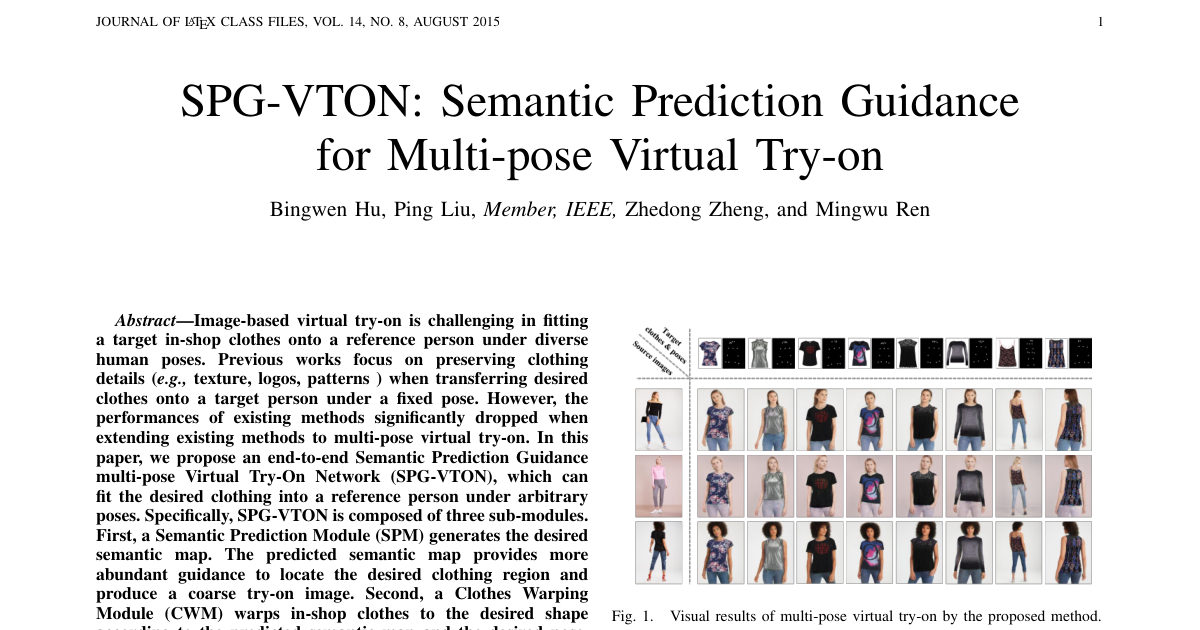 JOURNAL OF LATEX CLASS FILES, VOL. 14, NO. 8, AUGUST 2015
1
SPG-VTON: Semantic Prediction Guidance
for Multi-pose Virtual Try-on
Bingwen Hu, Ping Liu, Member, IEEE, Zhedong Zheng, and Mingwu Ren
Abstract—Image-based virtual try-on is challenging in fitting
a target in-shop clothes onto a reference person under diverse
human poses. Previous works focus on preserving clothing
details (e.g., texture, logos, patterns ) when transferring desired
clothes onto a target person under a fixed pose. However, the
performances of existing methods significantly dropped when
extending existing methods to multi-pose virtual try-on. In this
paper, we propose an end-to-end Semantic Prediction Guidance
multi-pose Virtual Try-On Network (SPG-VTON), which can
fit the desired clothing into a reference person under arbitrary
poses. Specifically, SPG-VTON is composed of three sub-modules.
First, a Semantic Prediction Module (SPM) generates the desired
semantic map. The predicted semantic map provides more
abundant guidance to locate the desired clothing region and
produce a coarse try-on image. Second, a Clothes Warping
Module (CWM) warps in-shop clothes to the desired shape
according to the predicted semantic map and the desired pose.
Target
clothes & poses
Source images
Fig. 1. Visual results of multi-pose virtual try-on by the proposed method.